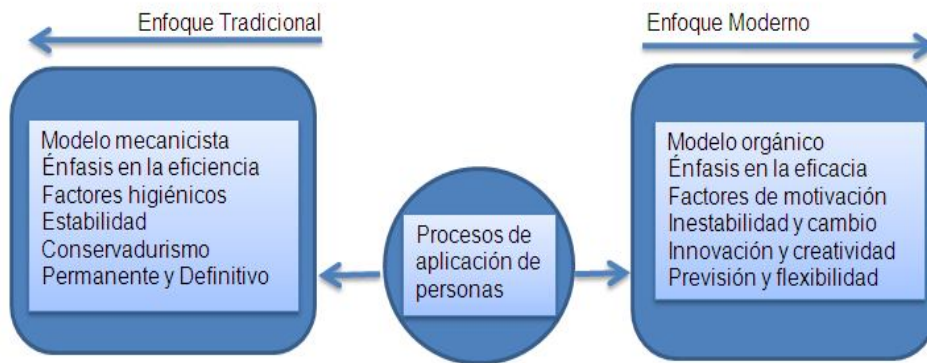 Enfoque Tradicional
Enfoque Moderno
Modelo mecanicista
Énfasis en la eficiencia
Factores higiénicos
Estabilidad
Conservadurismo
Permanente y Definitivo
Procesos de
aplicación de
personas
Modelo orgánico
Énfasis en la eficacia
Factores de motivación
Inestabilidad y cambio
Innovación y creatividad
Previsión y flexibilidad